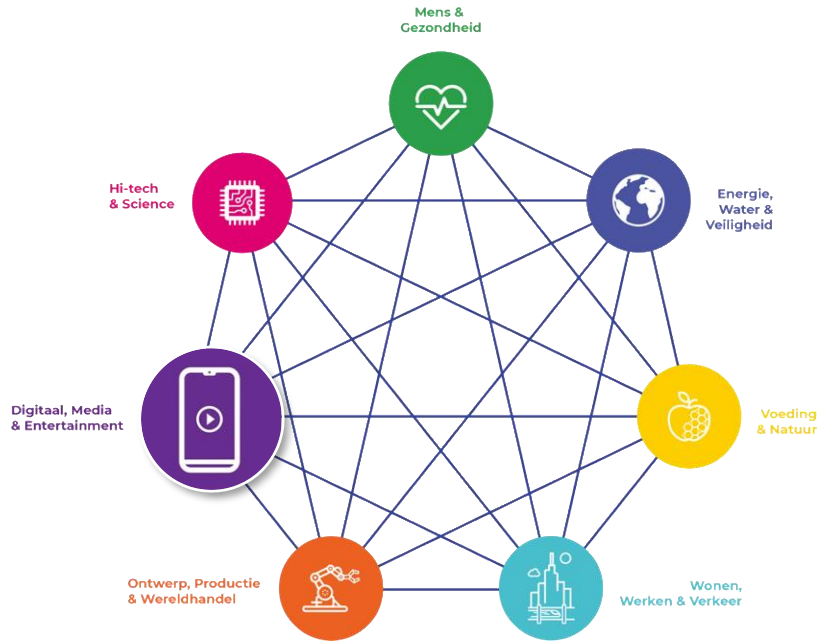 Mens &
Gezondheid
Hi-tech
& Science
Energie,
Water &
Veiligheid
Digitaal, Media
& Entertainment
Voeding
& Natuur
Ontwerp, Productie
& Wereldhandel
Wonen,
Werken & Verkeer